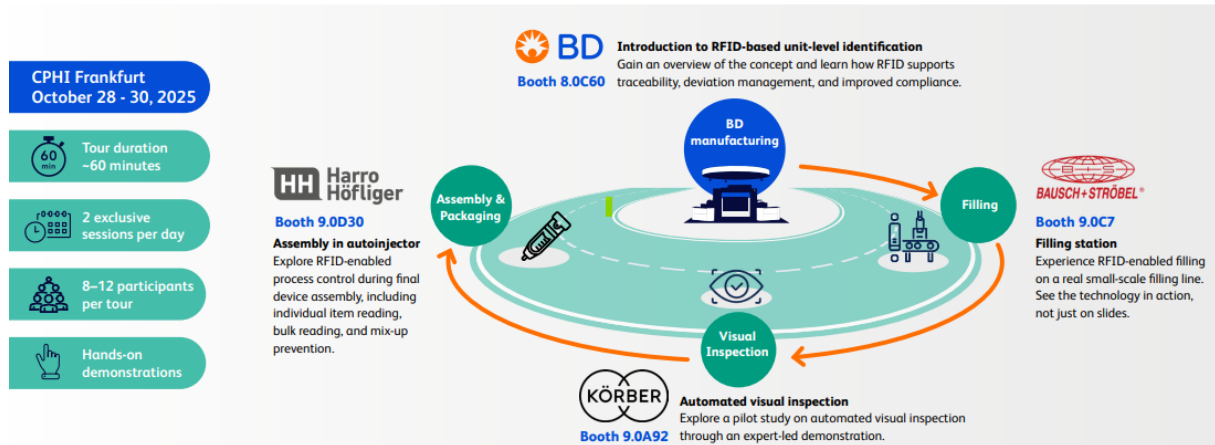 CPHI Frankfurt
October 28 - 30, 2025
60
min
Tour duration
~60 minutes
2 exclusive
sessions per day
8–12 participants
per tour
Hands-on
demonstrations
BD
Booth 8.0C60
Introduction to RFID-based unit-level identification
Gain an overview of the concept and learn how RFID supports
traceability, deviation management, and improved compliance.
BD
manufacturing
Filling
B+S
BAUSCH+STRÖBEL®
Booth 9.0C7
Filling station
Experience RFID-enabled filling
on a real small-scale filling line.
See the technology in action,
not just on slides.
Visual
Inspection
KÖRBER
Booth 9.0A92
Automated visual inspection
Explore a pilot study on automated visual inspection
through an expert-led demonstration.
Assembly &
Packaging
HH
Harro
Höfliger
Booth 9.0D30
Assembly in autoinjector
Explore RFID-enabled
process control during final
device assembly, including
individual item reading,
bulk reading, and mix-up
prevention.